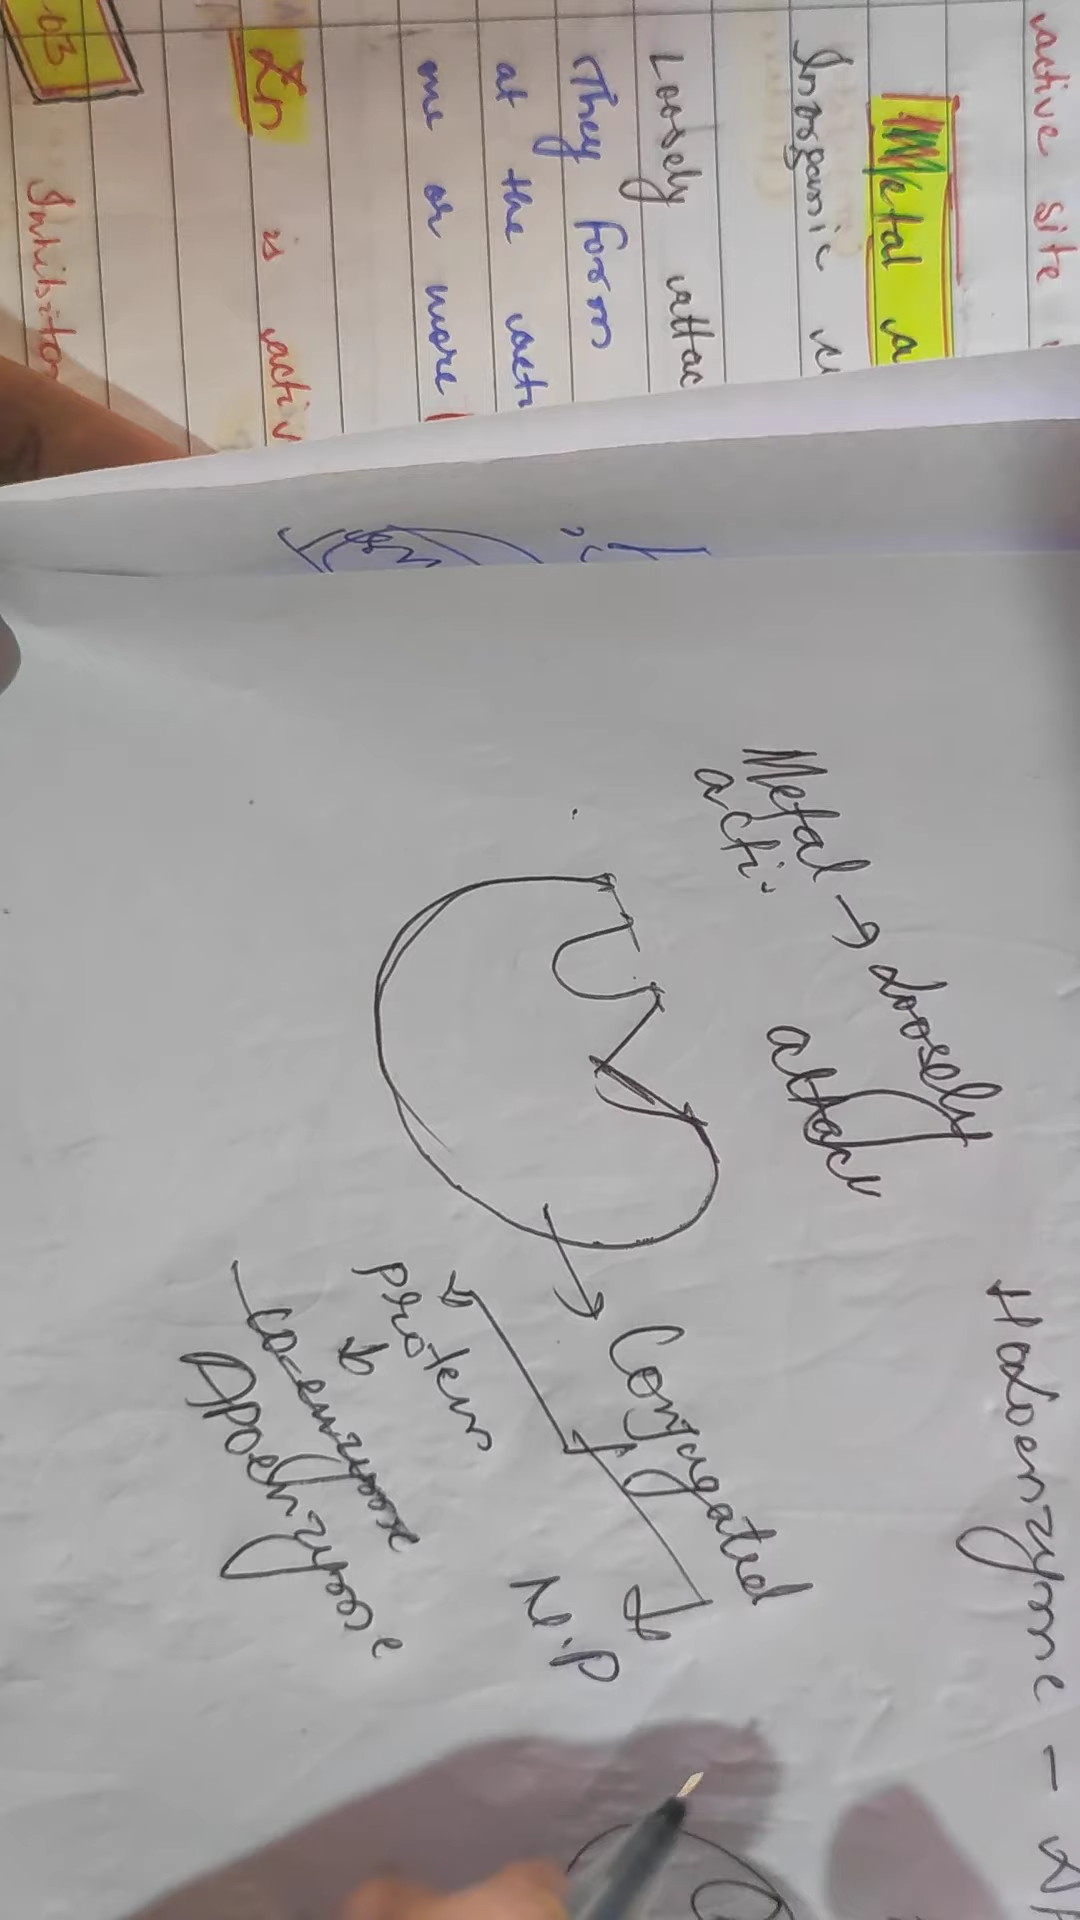 active site
Metal a
Inorganic
Loosely attac
They form
at the acti
one or more
Zn is activ
03 Inhibitor
Holoenzyme -
Metal → Loosely
acti. attach
Conjugated
N.P
protein
co-enzyme
Apoenzyme